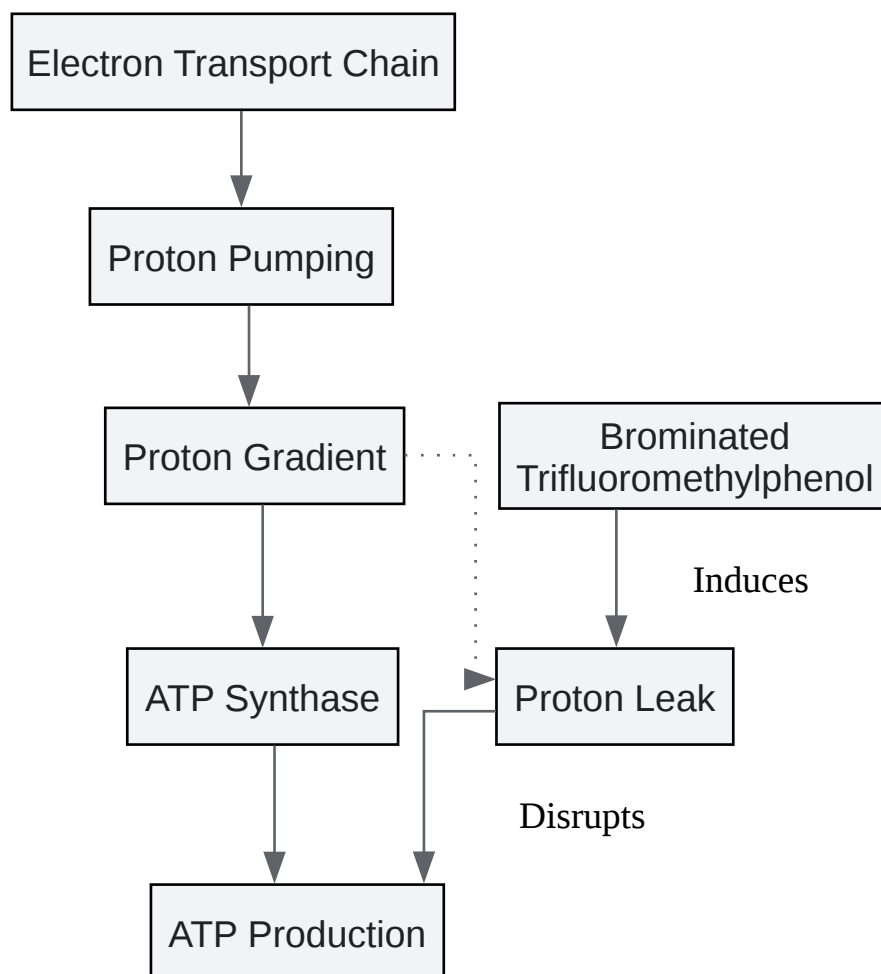 Electron Transport Chain
Proton Pumping
Proton Gradient
Brominated
Trifluoromethylphenol
Induces
ATP Synthase
Proton Leak
Disrupts
ATP Production